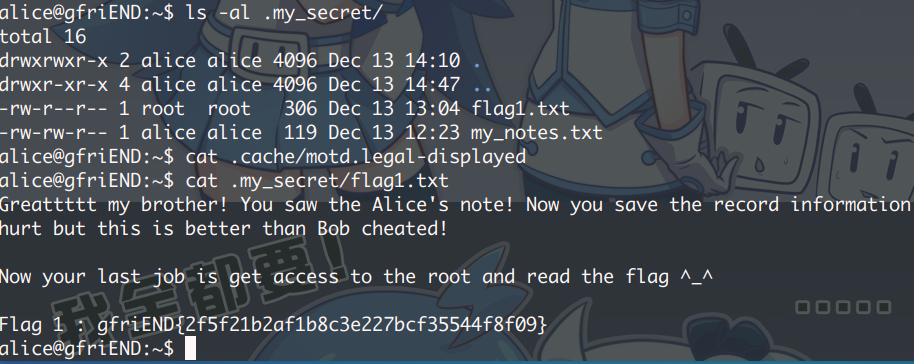 alice@gfriEND:~$ ls -al .my_secret/
total 16
drwxrwxr-x 2 alice alice 4096 Dec 13 14:10 .
drwxr-xr-x 4 alice alice 4096 Dec 13 14:47 ..
-rw-r--r-- 1 root  root   306 Dec 13 13:04 flag1.txt
-rw-rw-r-- 1 alice alice  119 Dec 13 12:23 my_notes.txt
alice@gfriEND:~$ cat .cache/motd.legal-displayed
alice@gfriEND:~$ cat .my_secret/flag1.txt
Greattttt my brother! You saw the Alice's note! Now you save the record information
hurt but this is better than Bob cheated!
Now your last job is get access to the root and read the flag ^_^
我全都要!
Flag 1 : gfriEND{2f5f21b2af1b8c3e227bcf35544f8f09}
alice@gfriEND:~$